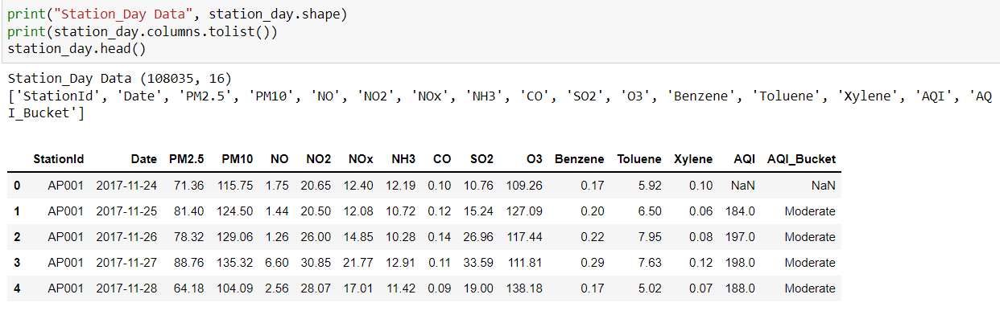 print("Station_Day Data", station_day.shape)
print(station_day.columns.tolist())
station_day.head()
Station_Day Data (108035, 16)
['StationId', 'Date', 'PM2.5', 'PM10', 'NO', 'NO2', 'NOx', 'NH3', 'CO', 'SO2', 'O3', 'Benzene', 'Toluene', 'Xylene', 'AQI', 'AQ
I_Bucket']
StationId Date PM2.5 PM10 NO NO2 NOx NH3 CO SO2 O3 Benzene Toluene Xylene AQI AQI_Bucket
0 AP001 2017-11-24 71.36 115.75 1.75 20.65 12.40 12.19 0.10 10.76 109.26 0.17 5.92 0.10 NaN NaN
1 AP001 2017-11-25 81.40 124.50 1.44 20.50 12.08 10.72 0.12 15.24 127.09 0.20 6.50 0.06 184.0 Moderate
2 AP001 2017-11-26 78.32 129.06 1.26 26.00 14.85 10.28 0.14 26.96 117.44 0.22 7.95 0.08 197.0 Moderate
3 AP001 2017-11-27 88.76 135.32 6.60 30.85 21.77 12.91 0.11 33.59 111.81 0.29 7.63 0.12 198.0 Moderate
4 AP001 2017-11-28 64.18 104.09 2.56 28.07 17.01 11.42 0.09 19.00 138.18 0.17 5.02 0.07 188.0 Moderate